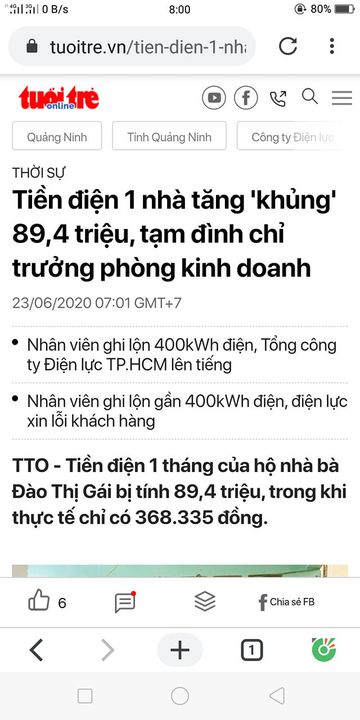 0 B/s 8:00 80%
tuoitre.vn/tien-dien-1-nh
tuổi trẻ
online
Quảng Ninh Tỉnh Quảng Ninh Công ty Điện lực
THỜI SỰ
Tiền điện 1 nhà tăng 'khủng'
89,4 triệu, tạm đình chỉ
trưởng phòng kinh doanh
23/06/2020 07:01 GMT+7
Nhân viên ghi lộn 400kWh điện, Tổng công
ty Điện lực TP.HCM lên tiếng
Nhân viên ghi lộn gần 400kWh điện, điện lực
xin lỗi khách hàng
TTO - Tiền điện 1 tháng của hộ nhà bà
Đào Thị Gái bị tính 89,4 triệu, trong khi
thực tế chỉ có 368.335 đồng.
6 Chia sẻ FB
1